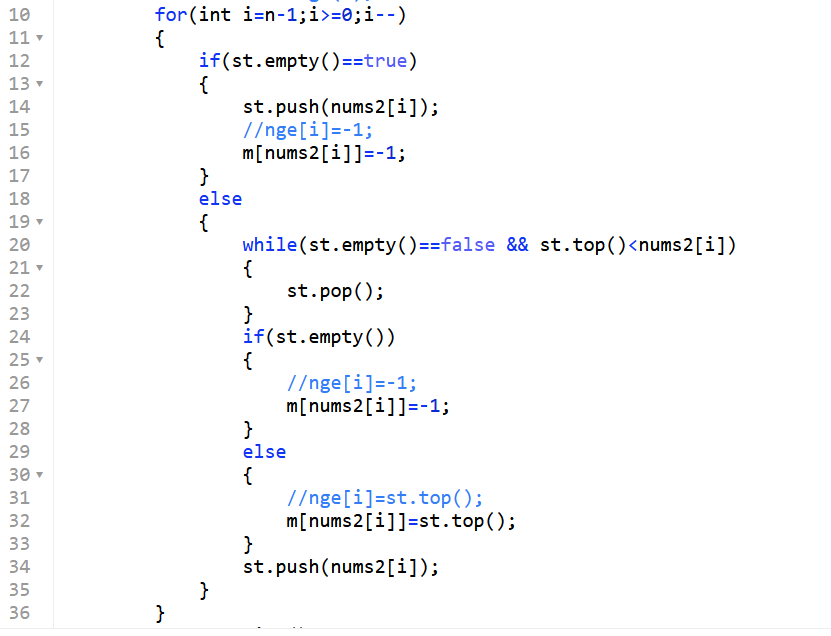 10 for(int i=n-1;i>=0;i--)
11 {
12 if(st.empty()==true)
13 {
14 st.push(nums2[i]);
15 //nge[i]=-1;
16 m[nums2[i]]=-1;
17 }
18 else
19 {
20 while(st.empty()==false && st.top()<nums2[i])
21 {
22 st.pop();
23 }
24 if(st.empty())
25 {
26 //nge[i]=-1;
27 m[nums2[i]]=-1;
28 }
29 else
30 {
31 //nge[i]=st.top();
32 m[nums2[i]]=st.top();
33 }
34 st.push(nums2[i]);
35 }
36 }